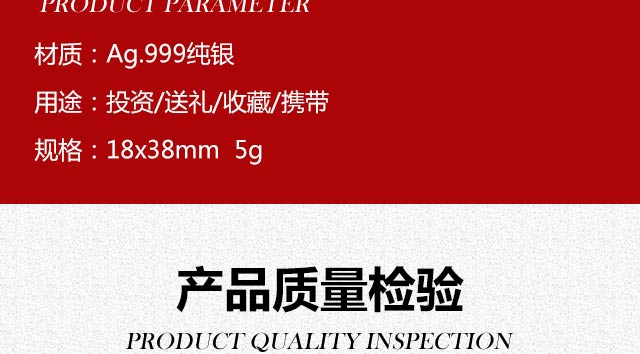 PRODUCT PARAMETER
材质：Ag.999纯银
用途：投资/送礼/收藏/携带
规格：18x38mm 5g
产品质量检验
PRODUCT QUALITY INSPECTION